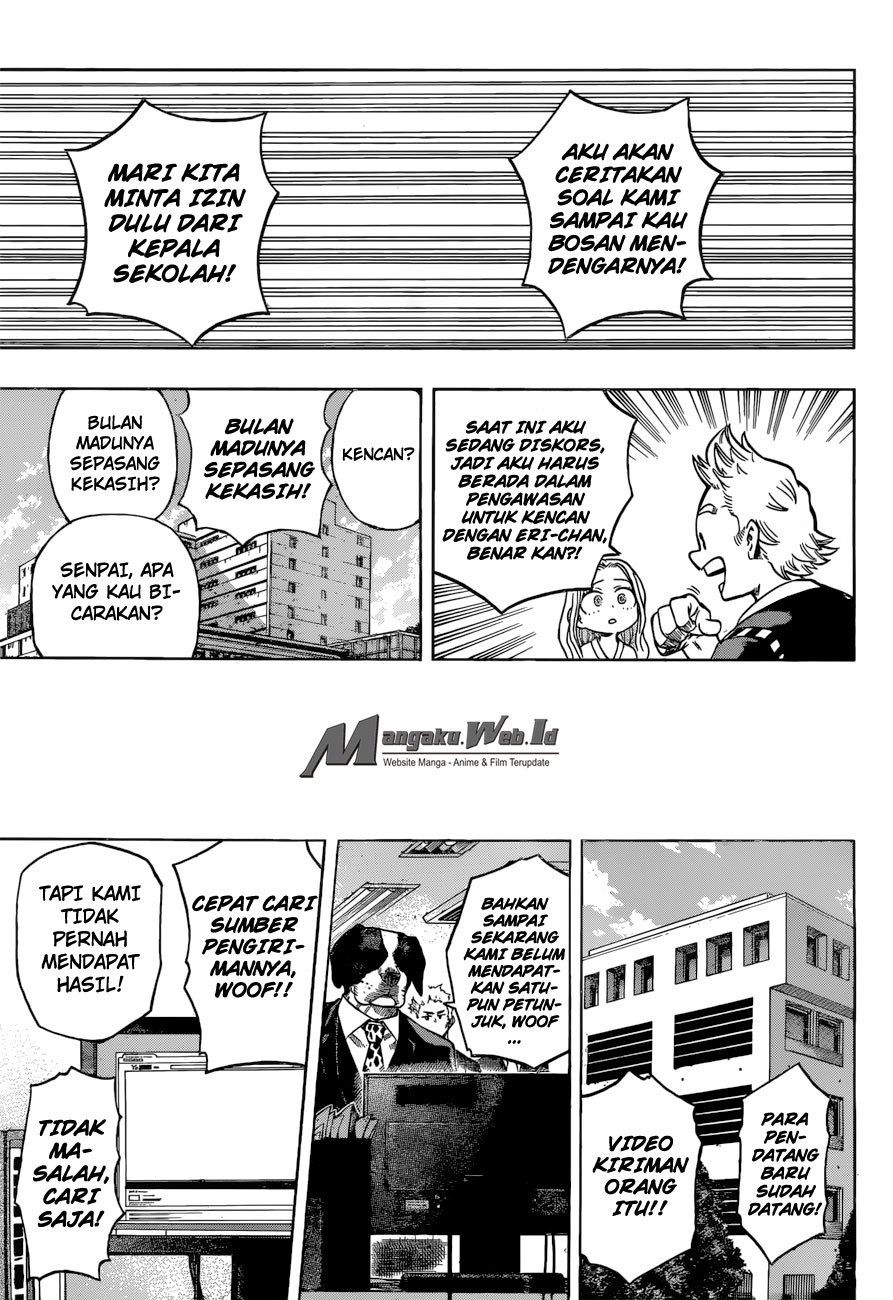 AKU AKAN
CERITAKAN
SOAL KAMI
SAMPAI KAU
BOSAN MEN-
DENGARNYA!
MARI KITA
MINTA IZIN
DULU DARI
KEPALA
SEKOLAH!
SAAT INI AKU
SEDANG DISKORS,
JADI AKU HARUS
BERADA DALAM
PENGAWASAN
UNTUK KENCAN
DENGAN ERI-CHAN,
BENAR KAN?!
KENCAN?
BULAN
MADUNYA
SEPASANG
KEKASIH!
BULAN
MADUNYA
SEPASANG
KEKASIH?
SENPAI, APA
YANG KAU BI-
CARAKAN?
Mangaku.Web.Id
Website Manga - Anime & Film Terupdate
PARA
PEN-
DATANG
BARU
SUDAH
DATANG!
VIDEO
KIRIMAN
ORANG
ITU!!
BAHKAN
SAMPAI
SEKARANG
KAMI BELUM
MENDAPAT-
KAN SATU-
PUN PETUN-
JUK, WOOF
...
CEPAT CARI
SUMBER
PENGIRI-
MANNYA,
WOOF!!
TAPI KAMI
TIDAK
PERNAH
MENDAPAT
HASIL!
TIDAK
MA-
SALAH,
CARI
SAJA!